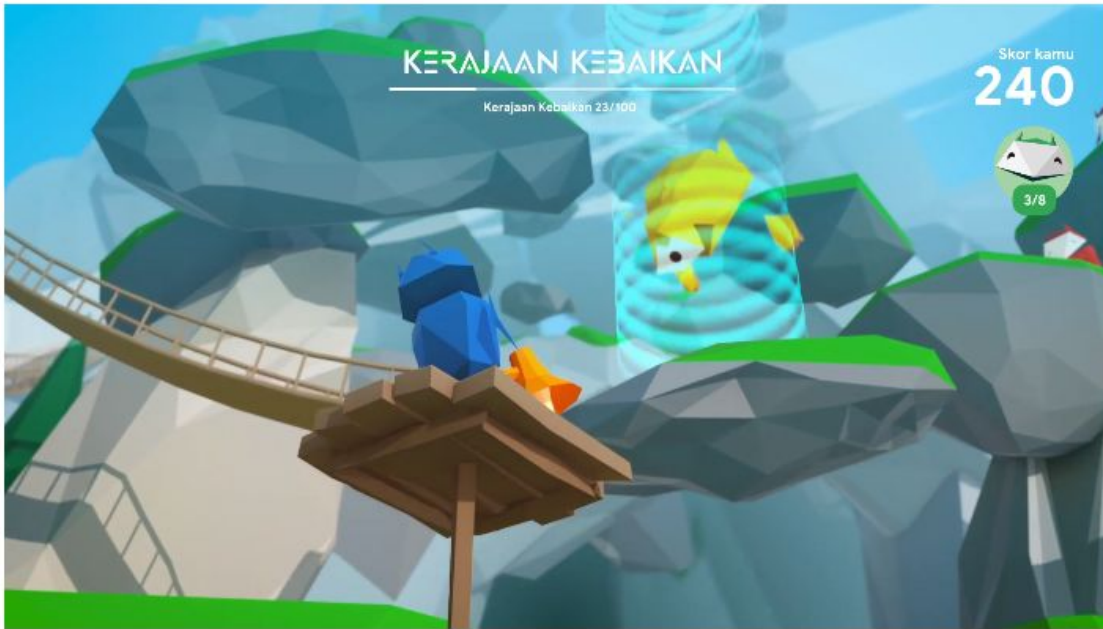 KERAJAAN KEBAIKAN
Kerajaan Kebaikan 23/100
Skor kamu
240
3/8